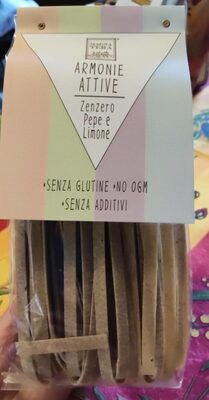 ARMONIE
ATTIVE
Zenzero
Pepe e
Limone
•SENZA GLUTINE •NO OGM
•SENZA ADDITIVI